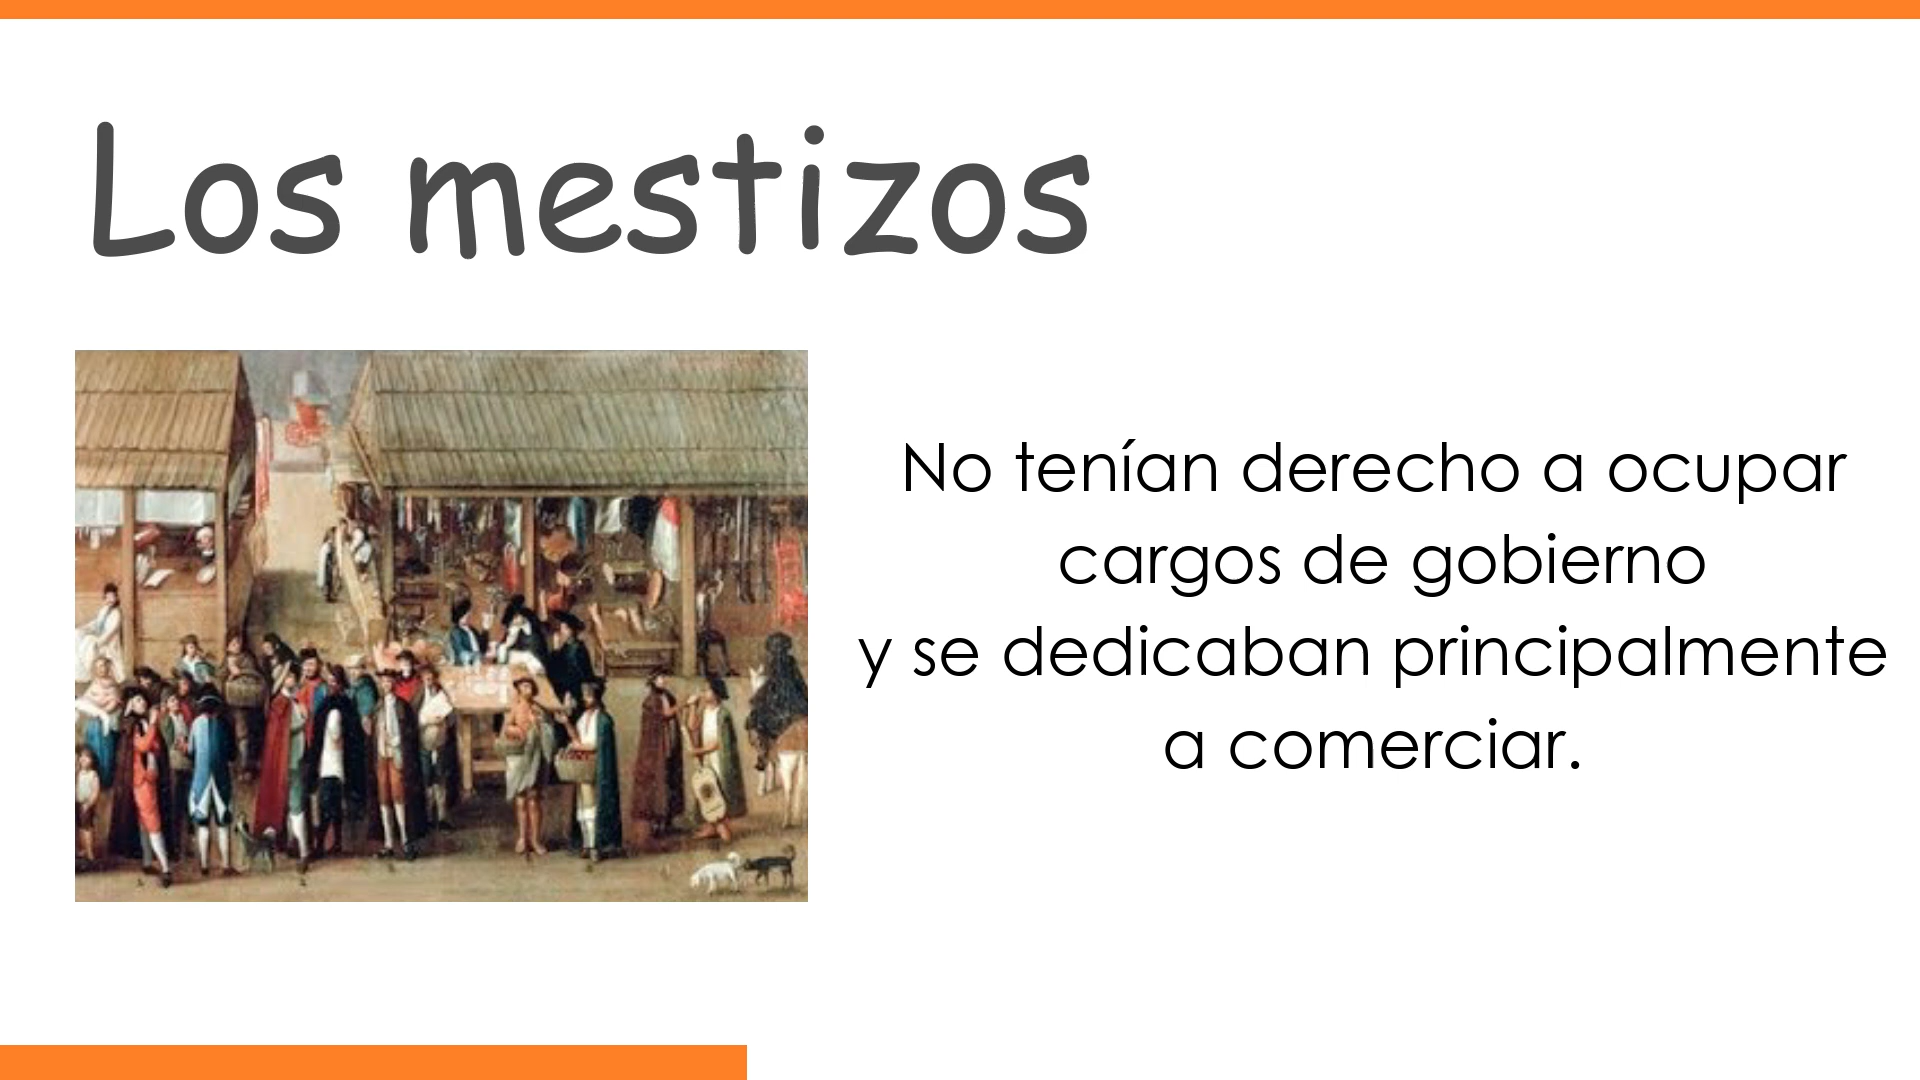 Los mestizos
No tenían derecho a ocupar
cargos de gobierno
y se dedicaban principalmente
a comerciar.